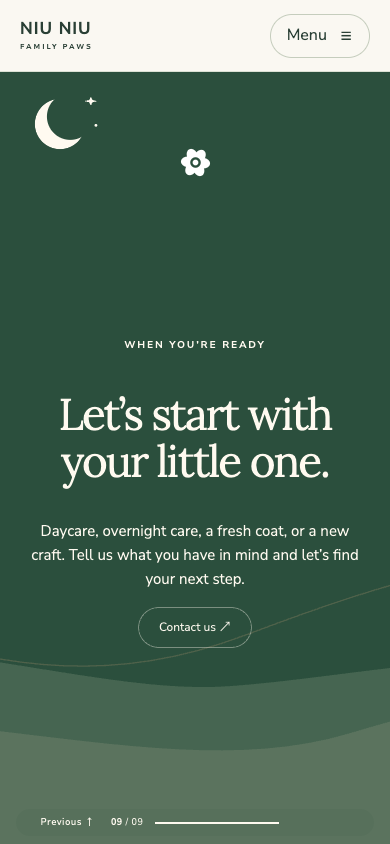 NIU NIU
FAMILY PAWS
Menu
WHEN YOU'RE READY
Let's start with
your little one.
Daycare, overnight care, a fresh coat, or a new
craft. Tell us what you have in mind and let's find
your next step.
Contact us ↗
Previous ↑ 09 / 09